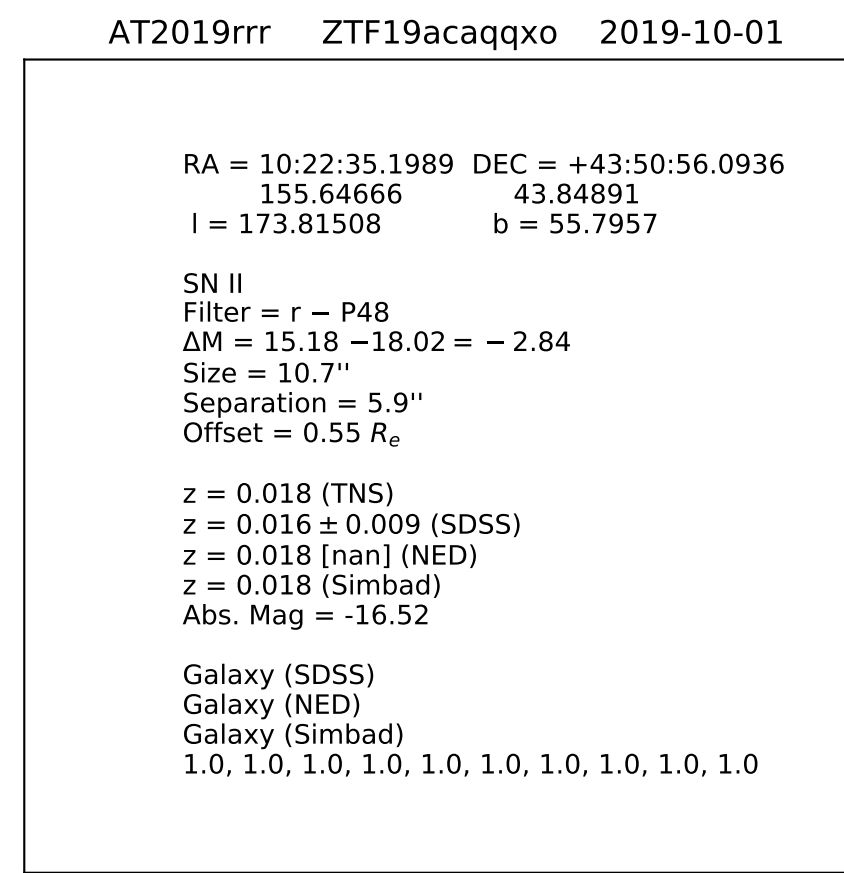 AT2019rrr ZTF19acaqqxo 2019-10-01
RA = 10:22:35.1989 DEC = +43:50:56.0936
155.64666 43.84891
l = 173.81508 b = 55.7957
SN II
Filter = r − P48
ΔM = 15.18 −18.02 = − 2.84
Size = 10.7''
Separation = 5.9''
Offset = 0.55 Re
z = 0.018 (TNS)
z = 0.016 ± 0.009 (SDSS)
z = 0.018 [nan] (NED)
z = 0.018 (Simbad)
Abs. Mag = -16.52
Galaxy (SDSS)
Galaxy (NED)
Galaxy (Simbad)
1.0, 1.0, 1.0, 1.0, 1.0, 1.0, 1.0, 1.0, 1.0, 1.0